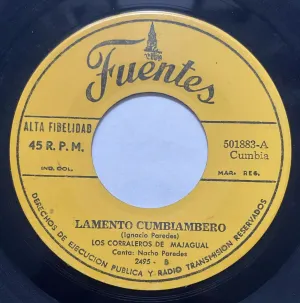 Fuentes
ALTA FIDELIDAD
45 R. P. M.
501883-A
Cumbia
IND. COL.
MAR. REG.
LAMENTO CUMBIAMBERO
(Ignacio Paredes)
LOS CORRALEROS DE MAJAGUAL
Canta: Nacho Paredes
2495 - B
DERECHOS DE EJECUCION PUBLICA Y RADIO TRANSMISION RESERVADOS